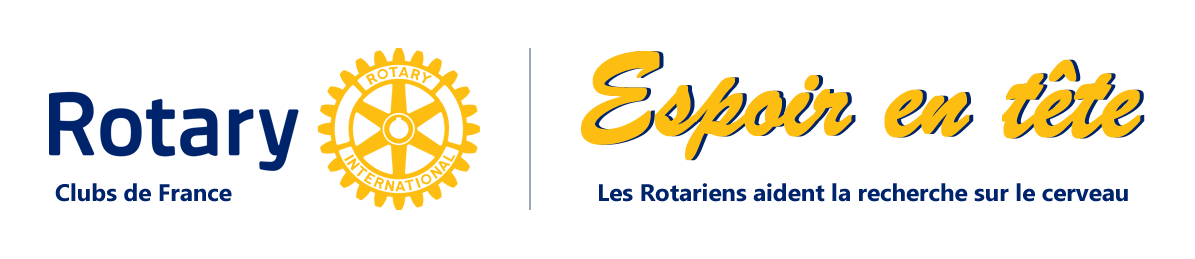 Rotary
Clubs de France
ROTARY
INTERNATIONAL
Espoir en tête
Les Rotariens aident la recherche sur le cerveau